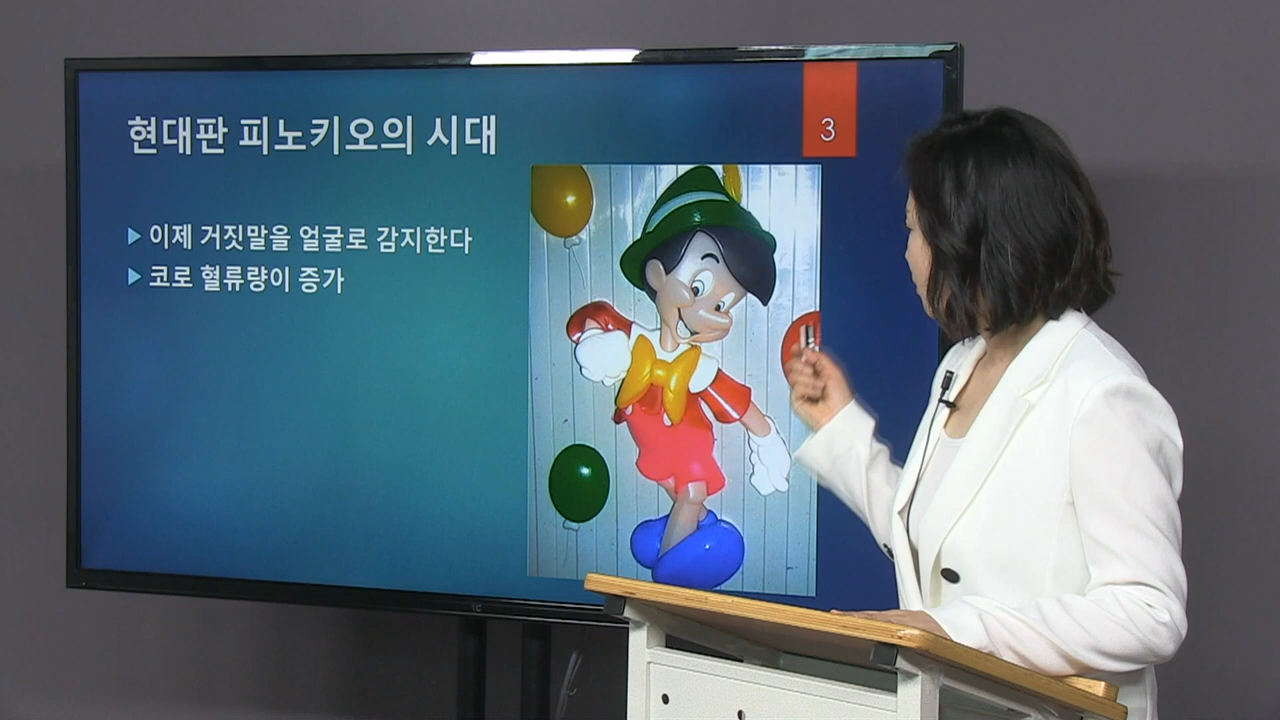 현대판 피노키오의 시대
3
이제 거짓말을 얼굴로 감지한다
코로 혈류량이 증가